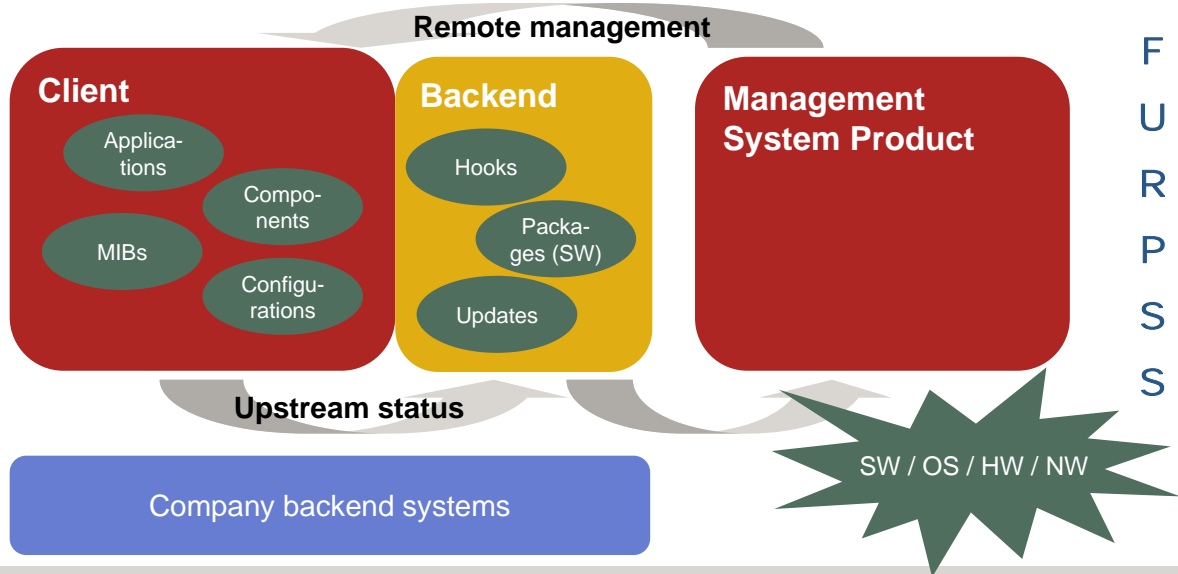 Remote management
Client
Applica-
tions
Compo-
nents
MIBs
Configu-
rations
Backend
Hooks
Packa-
ges (SW)
Updates
Management
System Product
F
U
R
P
S
S
Upstream status
SW / OS / HW / NW
Company backend systems